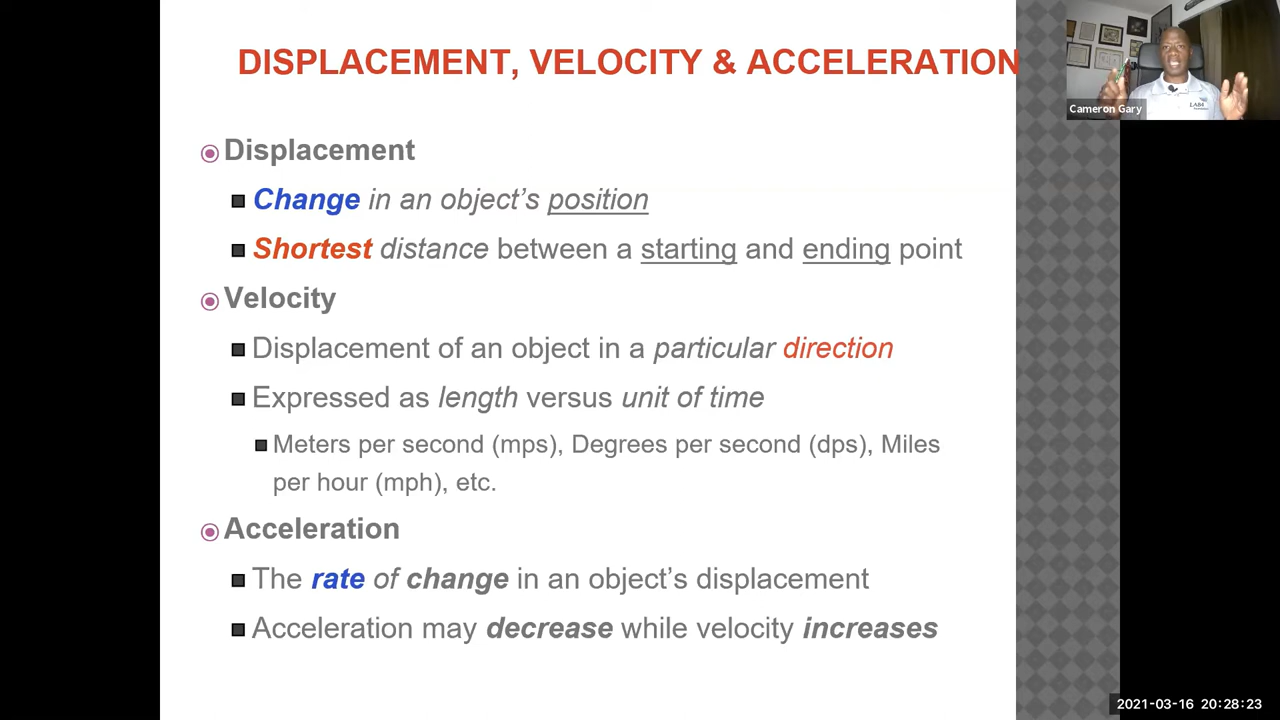 DISPLACEMENT, VELOCITY & ACCELERATION
Displacement
Change in an object’s position
Shortest distance between a starting and ending point
Velocity
Displacement of an object in a particular direction
Expressed as length versus unit of time
Meters per second (mps), Degrees per second (dps), Miles
per hour (mph), etc.
Acceleration
The rate of change in an object’s displacement
Acceleration may decrease while velocity increases
Cameron Gary
2021-03-16 20:28:23